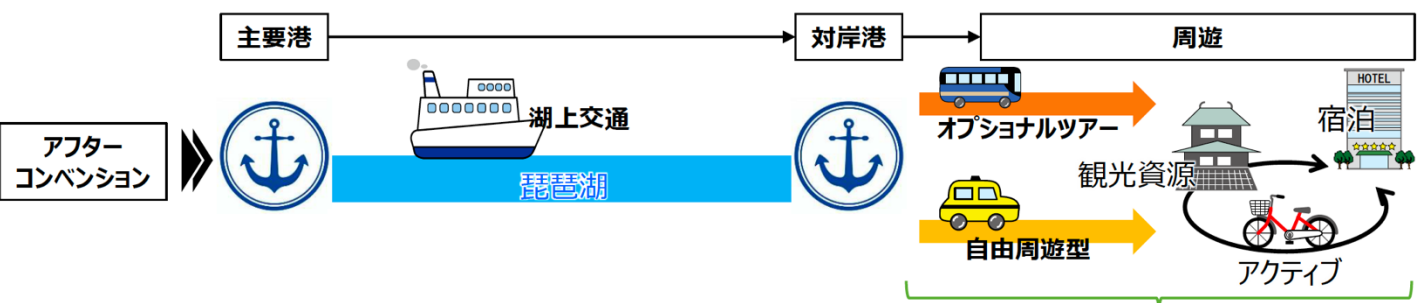 主要港
対岸港
周遊
アフター
コンベンション
湖上交通
琵琶湖
オプショナルツアー
自由周遊型
観光資源
HOTEL
宿泊
アクティブ